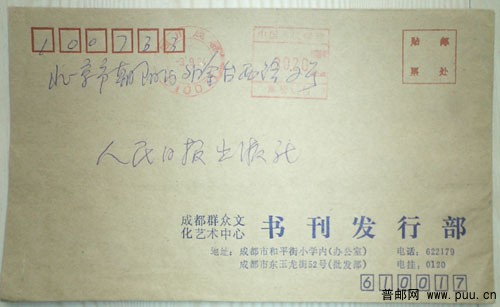 100733
贴 邮
票 处
北京市朝阳门外金台西路2号
人民日报出版社
成都群众文
化艺术中心 书刊发行部
地址: 成都市和平街小学内(办公室) 电话: 622179
成都市东玉龙街52号(批发部) 电挂: 0120
610017
普邮网 www.puu.cn